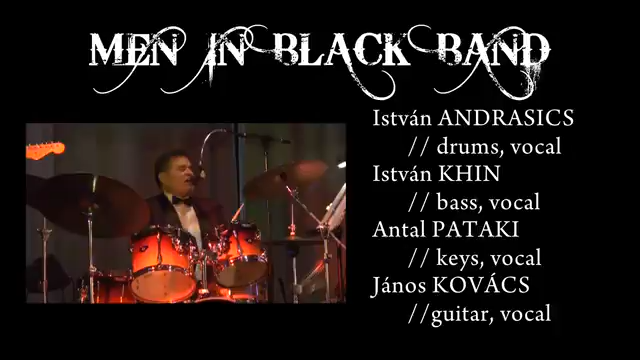 MEN IN BLACK BAND
István ANDRASICS
// drums, vocal
István KHIN
// bass, vocal
Antal PATAKI
// keys, vocal
János KOVÁCS
//guitar, vocal